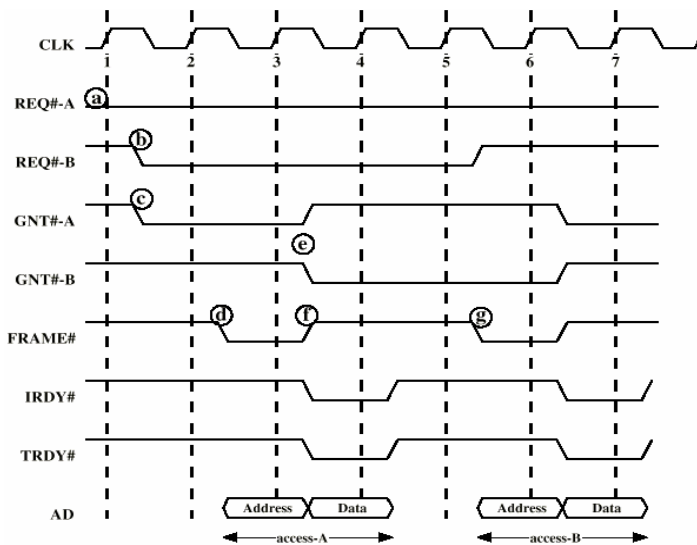 CLK
1 2 3 4 5 6 7
REQ#-A a
b
REQ#-B
c
GNT#-A
e
GNT#-B
d f g
FRAME#
IRDY#
TRDY#
AD Address Data Address Data
access-A access-B